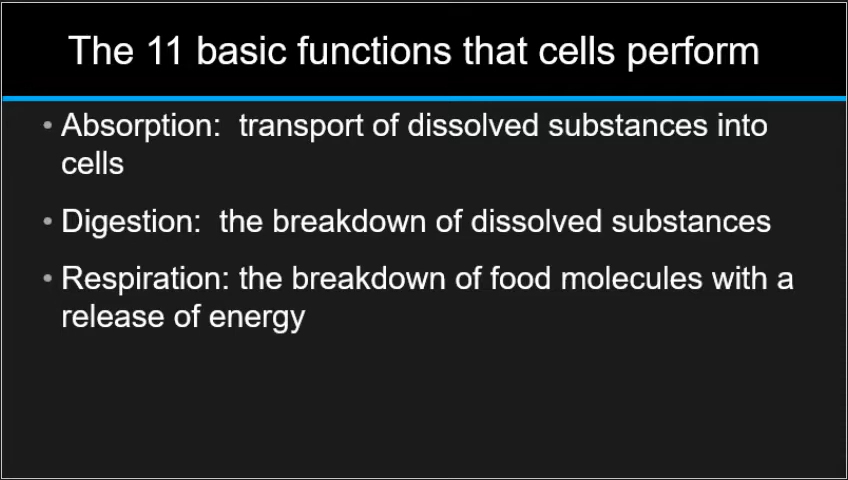 The 11 basic functions that cells perform
• Absorption:  transport of dissolved substances into
cells
• Digestion:  the breakdown of dissolved substances
• Respiration: the breakdown of food molecules with a
release of energy